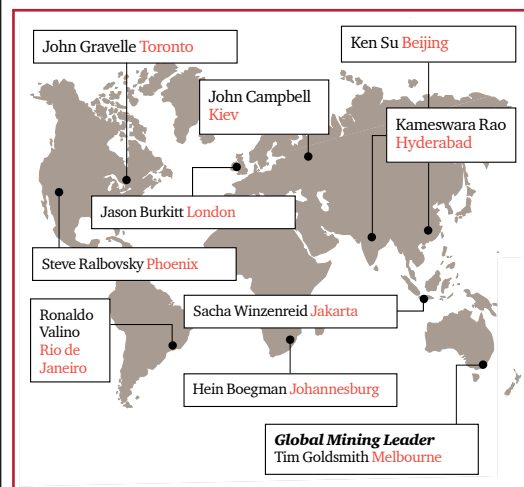 John Gravelle Toronto
Ken Su Beijing
John Campbell
Kiev
Kameswara Rao
Hyderabad
Jason Burkitt London
Steve Ralbovsky Phoenix
Ronaldo
Valino
Rio de
Janeiro
Sacha Winzenreid Jakarta
Hein Boegman Johannesburg
Global Mining Leader
Tim Goldsmith Melbourne